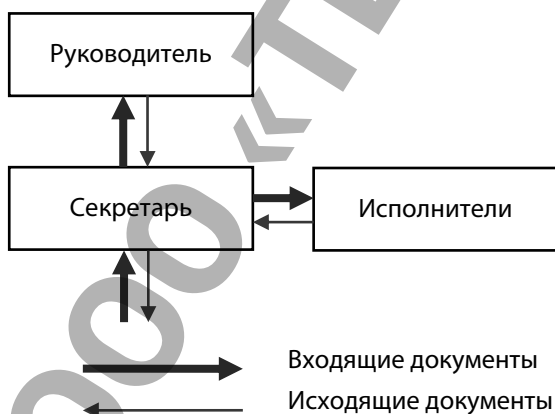 Руководитель
Секретарь
Исполнители
Входящие документы
Исходящие документы